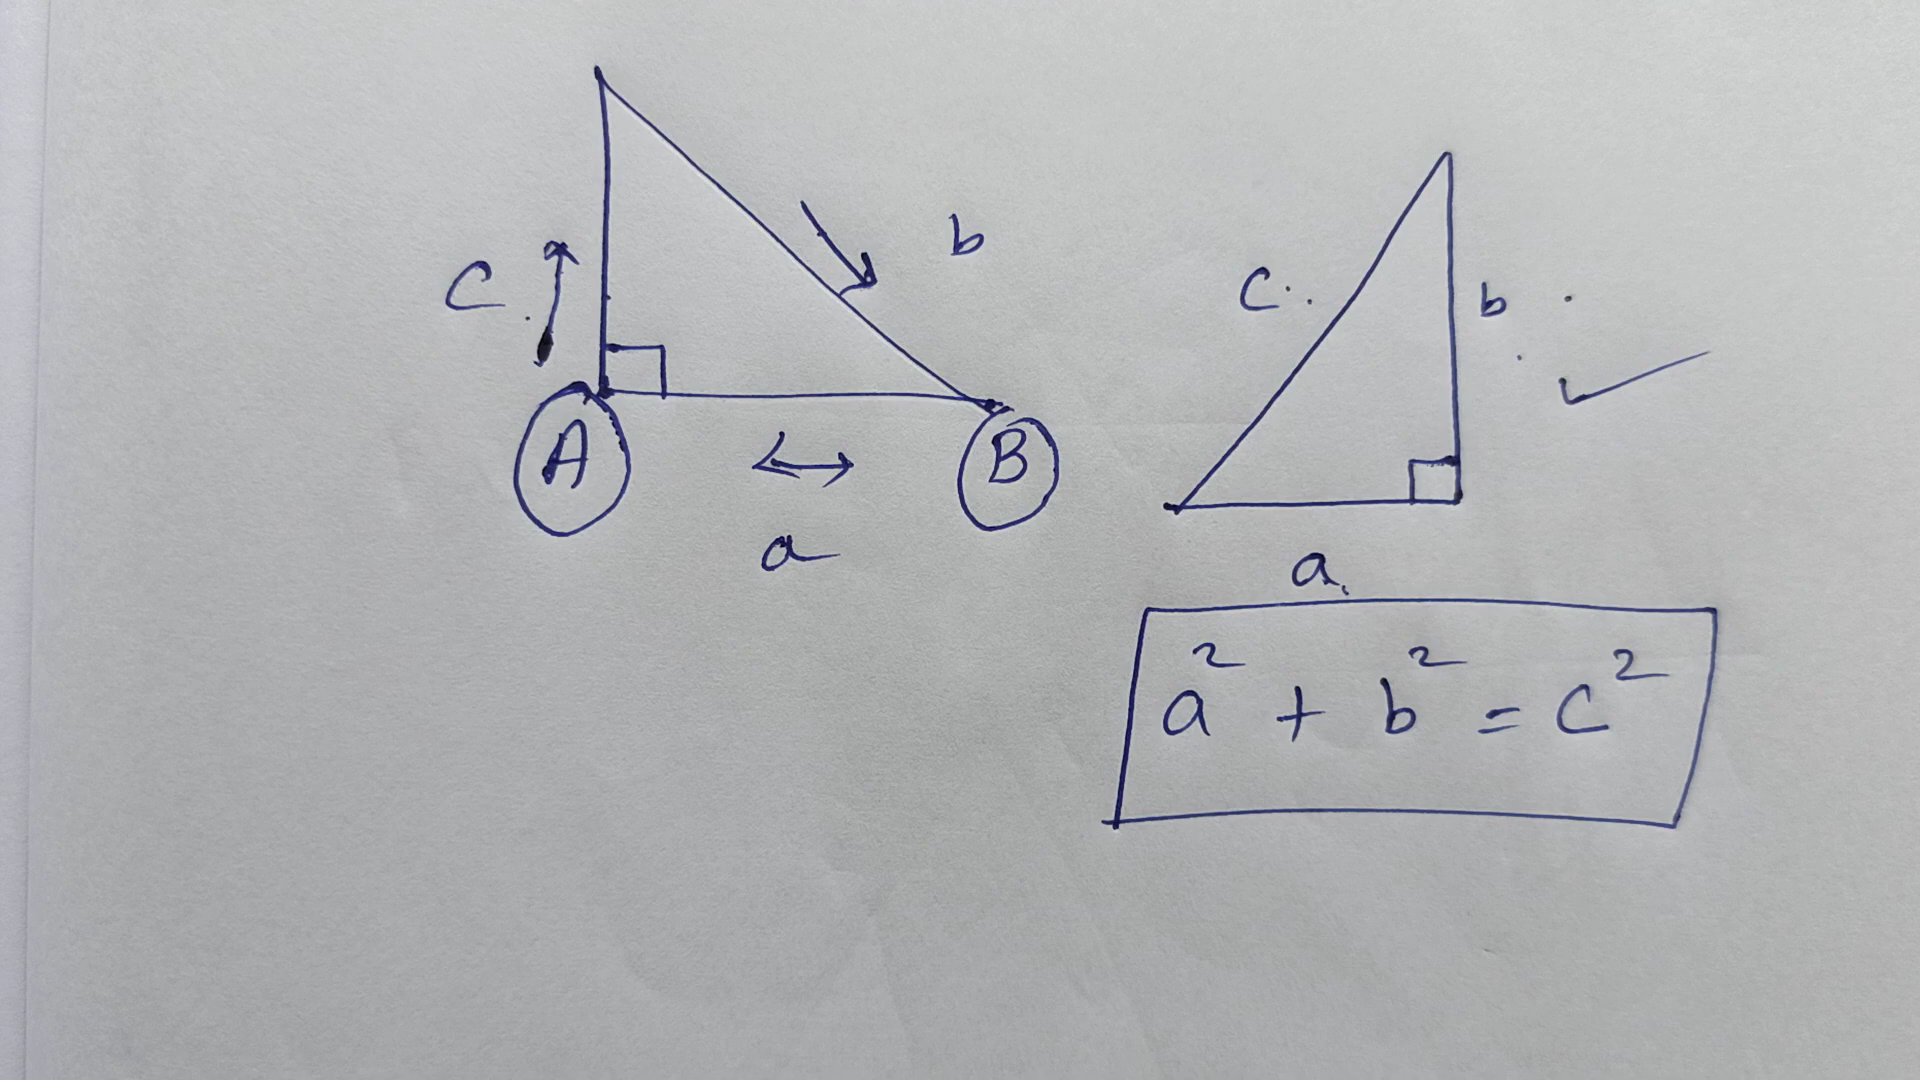 C b
A B
a
c b
a
a² + b² = c²